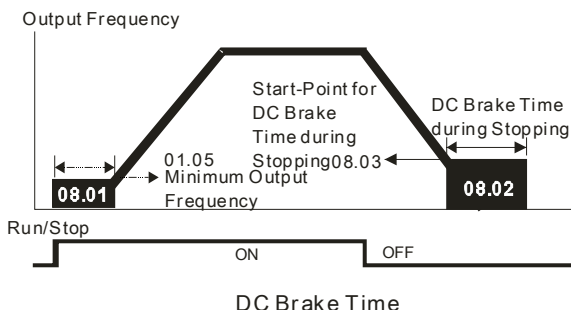 Output Frequency
Start-Point for
DC Brake
Time during
Stopping08.03
DC Brake Time
during Stopping
01.05
Minimum Output
Frequency
08.01
08.02
Run/Stop
ON
OFF
DC Brake Time